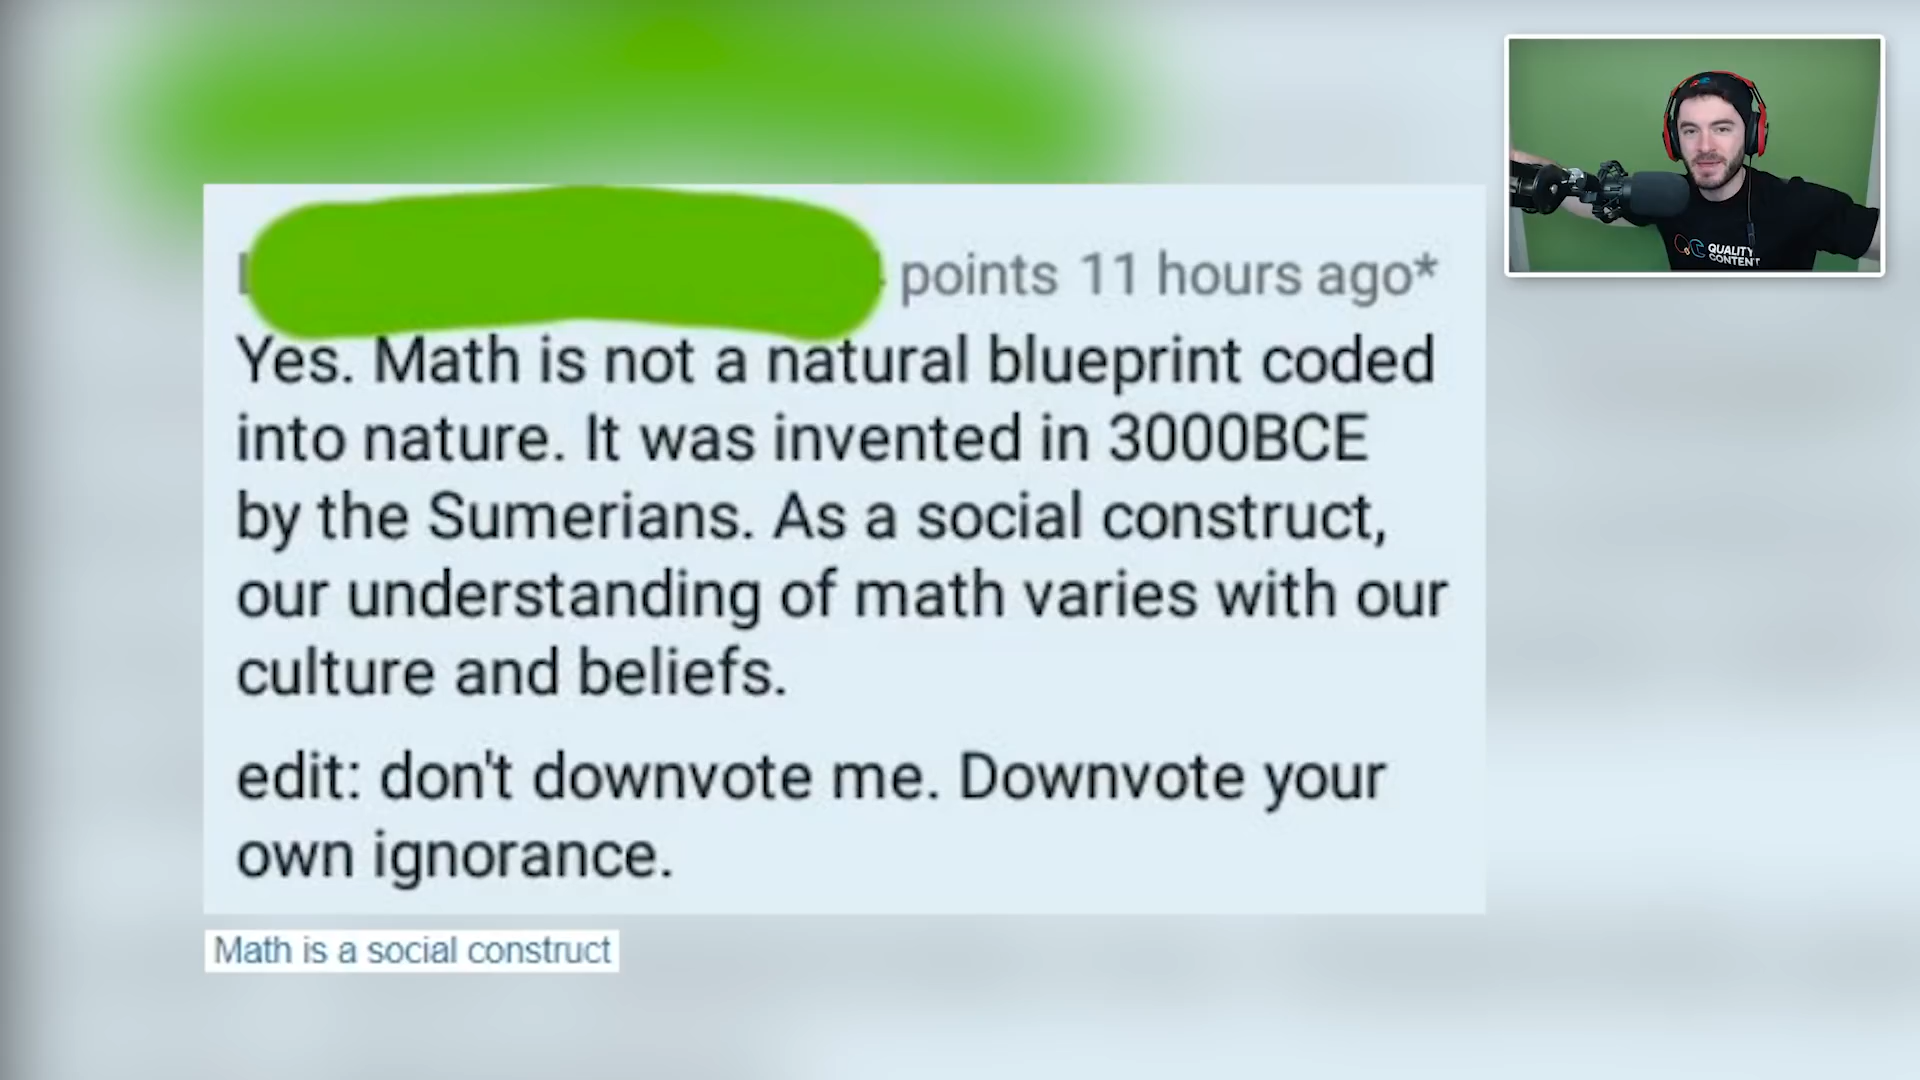 points 11 hours ago*
Yes. Math is not a natural blueprint coded
into nature. It was invented in 3000BCE
by the Sumerians. As a social construct,
our understanding of math varies with our
culture and beliefs.
edit: don't downvote me. Downvote your
own ignorance.
Math is a social construct
QUALITY
CONTENT